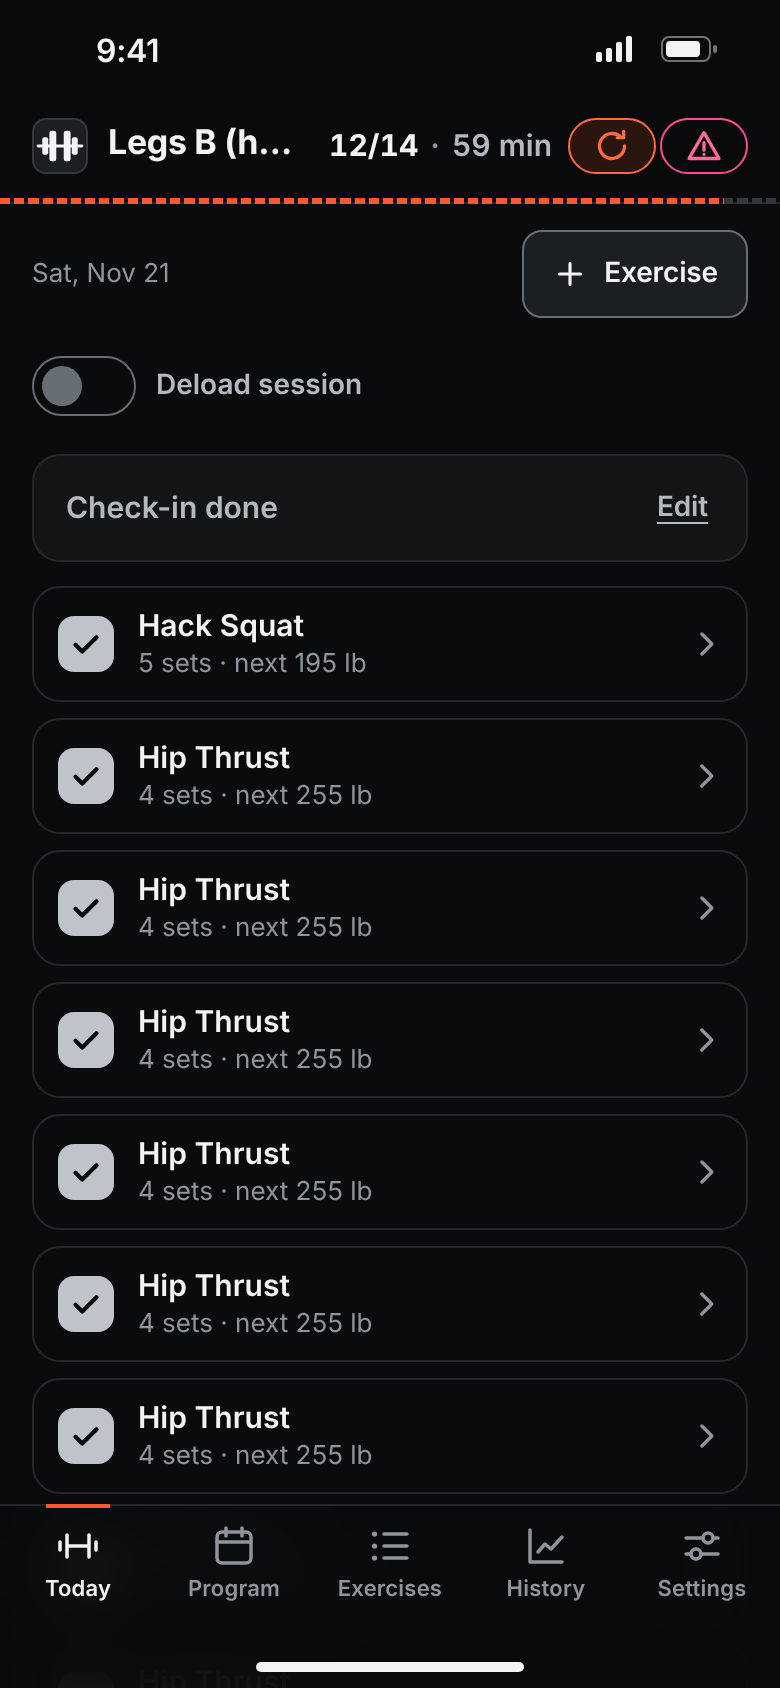 9:41
Legs B (h... 12/14 · 59 min
Sat, Nov 21
Exercise
Deload session
Check-in done
Edit
Hack Squat
5 sets · next 195 lb
Hip Thrust
4 sets · next 255 lb
Hip Thrust
4 sets · next 255 lb
Hip Thrust
4 sets · next 255 lb
Hip Thrust
4 sets · next 255 lb
Hip Thrust
4 sets · next 255 lb
Hip Thrust
4 sets · next 255 lb
Today
Program
Exercises
History
Settings
Hip Thrust